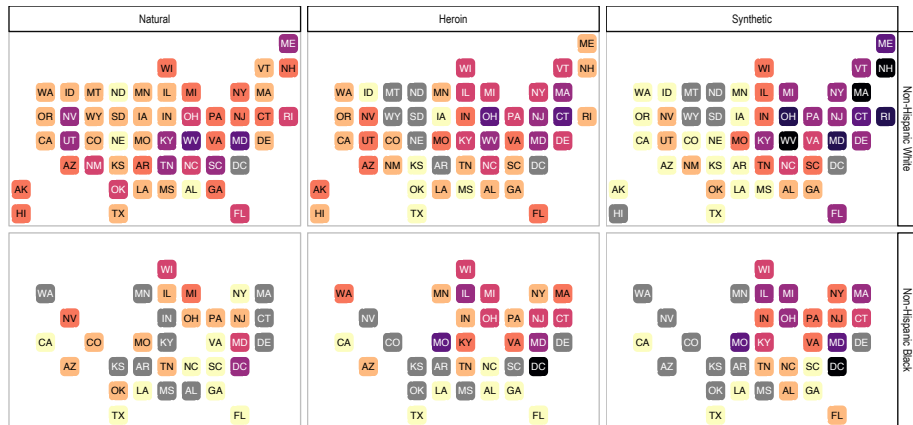 Natural
Heroin
Synthetic
ME
WI VT NH
WA ID MT ND MN IL MI NY MA
OR NV WY SD IA IN OH PA NJ CT RI
CA UT CO NE MO KY WV VA MD DE
AZ NM KS AR TN NC SC DC
AK OK LA MS AL GA
HI TX FL
ME
WI VT NH
WA ID MT ND MN IL MI NY MA
OR NV WY SD IA IN OH PA NJ CT RI
CA UT CO NE MO KY WV VA MD DE
AZ NM KS AR TN NC SC DC
AK OK LA MS AL GA
HI TX FL
ME
WI VT NH
WA ID MT ND MN IL MI NY MA
OR NV WY SD IA IN OH PA NJ CT RI
CA UT CO NE MO KY WV VA MD DE
AZ NM KS AR TN NC SC DC
AK OK LA MS AL GA
HI TX FL
Non-Hispanic White
WI
WA MN IL MI NY MA
NV IN OH PA NJ CT
CA CO MO KY VA MD DE
AZ KS AR TN NC SC DC
OK LA MS AL GA
TX FL
WI
WA MN IL MI NY MA
NV IN OH PA NJ CT
CA CO MO KY VA MD DE
AZ KS AR TN NC SC DC
OK LA MS AL GA
TX FL
WI
WA MN IL MI NY MA
NV IN OH PA NJ CT
CA CO MO KY VA MD DE
AZ KS AR TN NC SC DC
OK LA MS AL GA
TX FL
Non-Hispanic Black